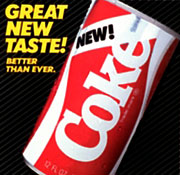 GREAT
NEW
TASTE!
BETTER
THAN EVER.
NEW!
Coke
12 FL OZ